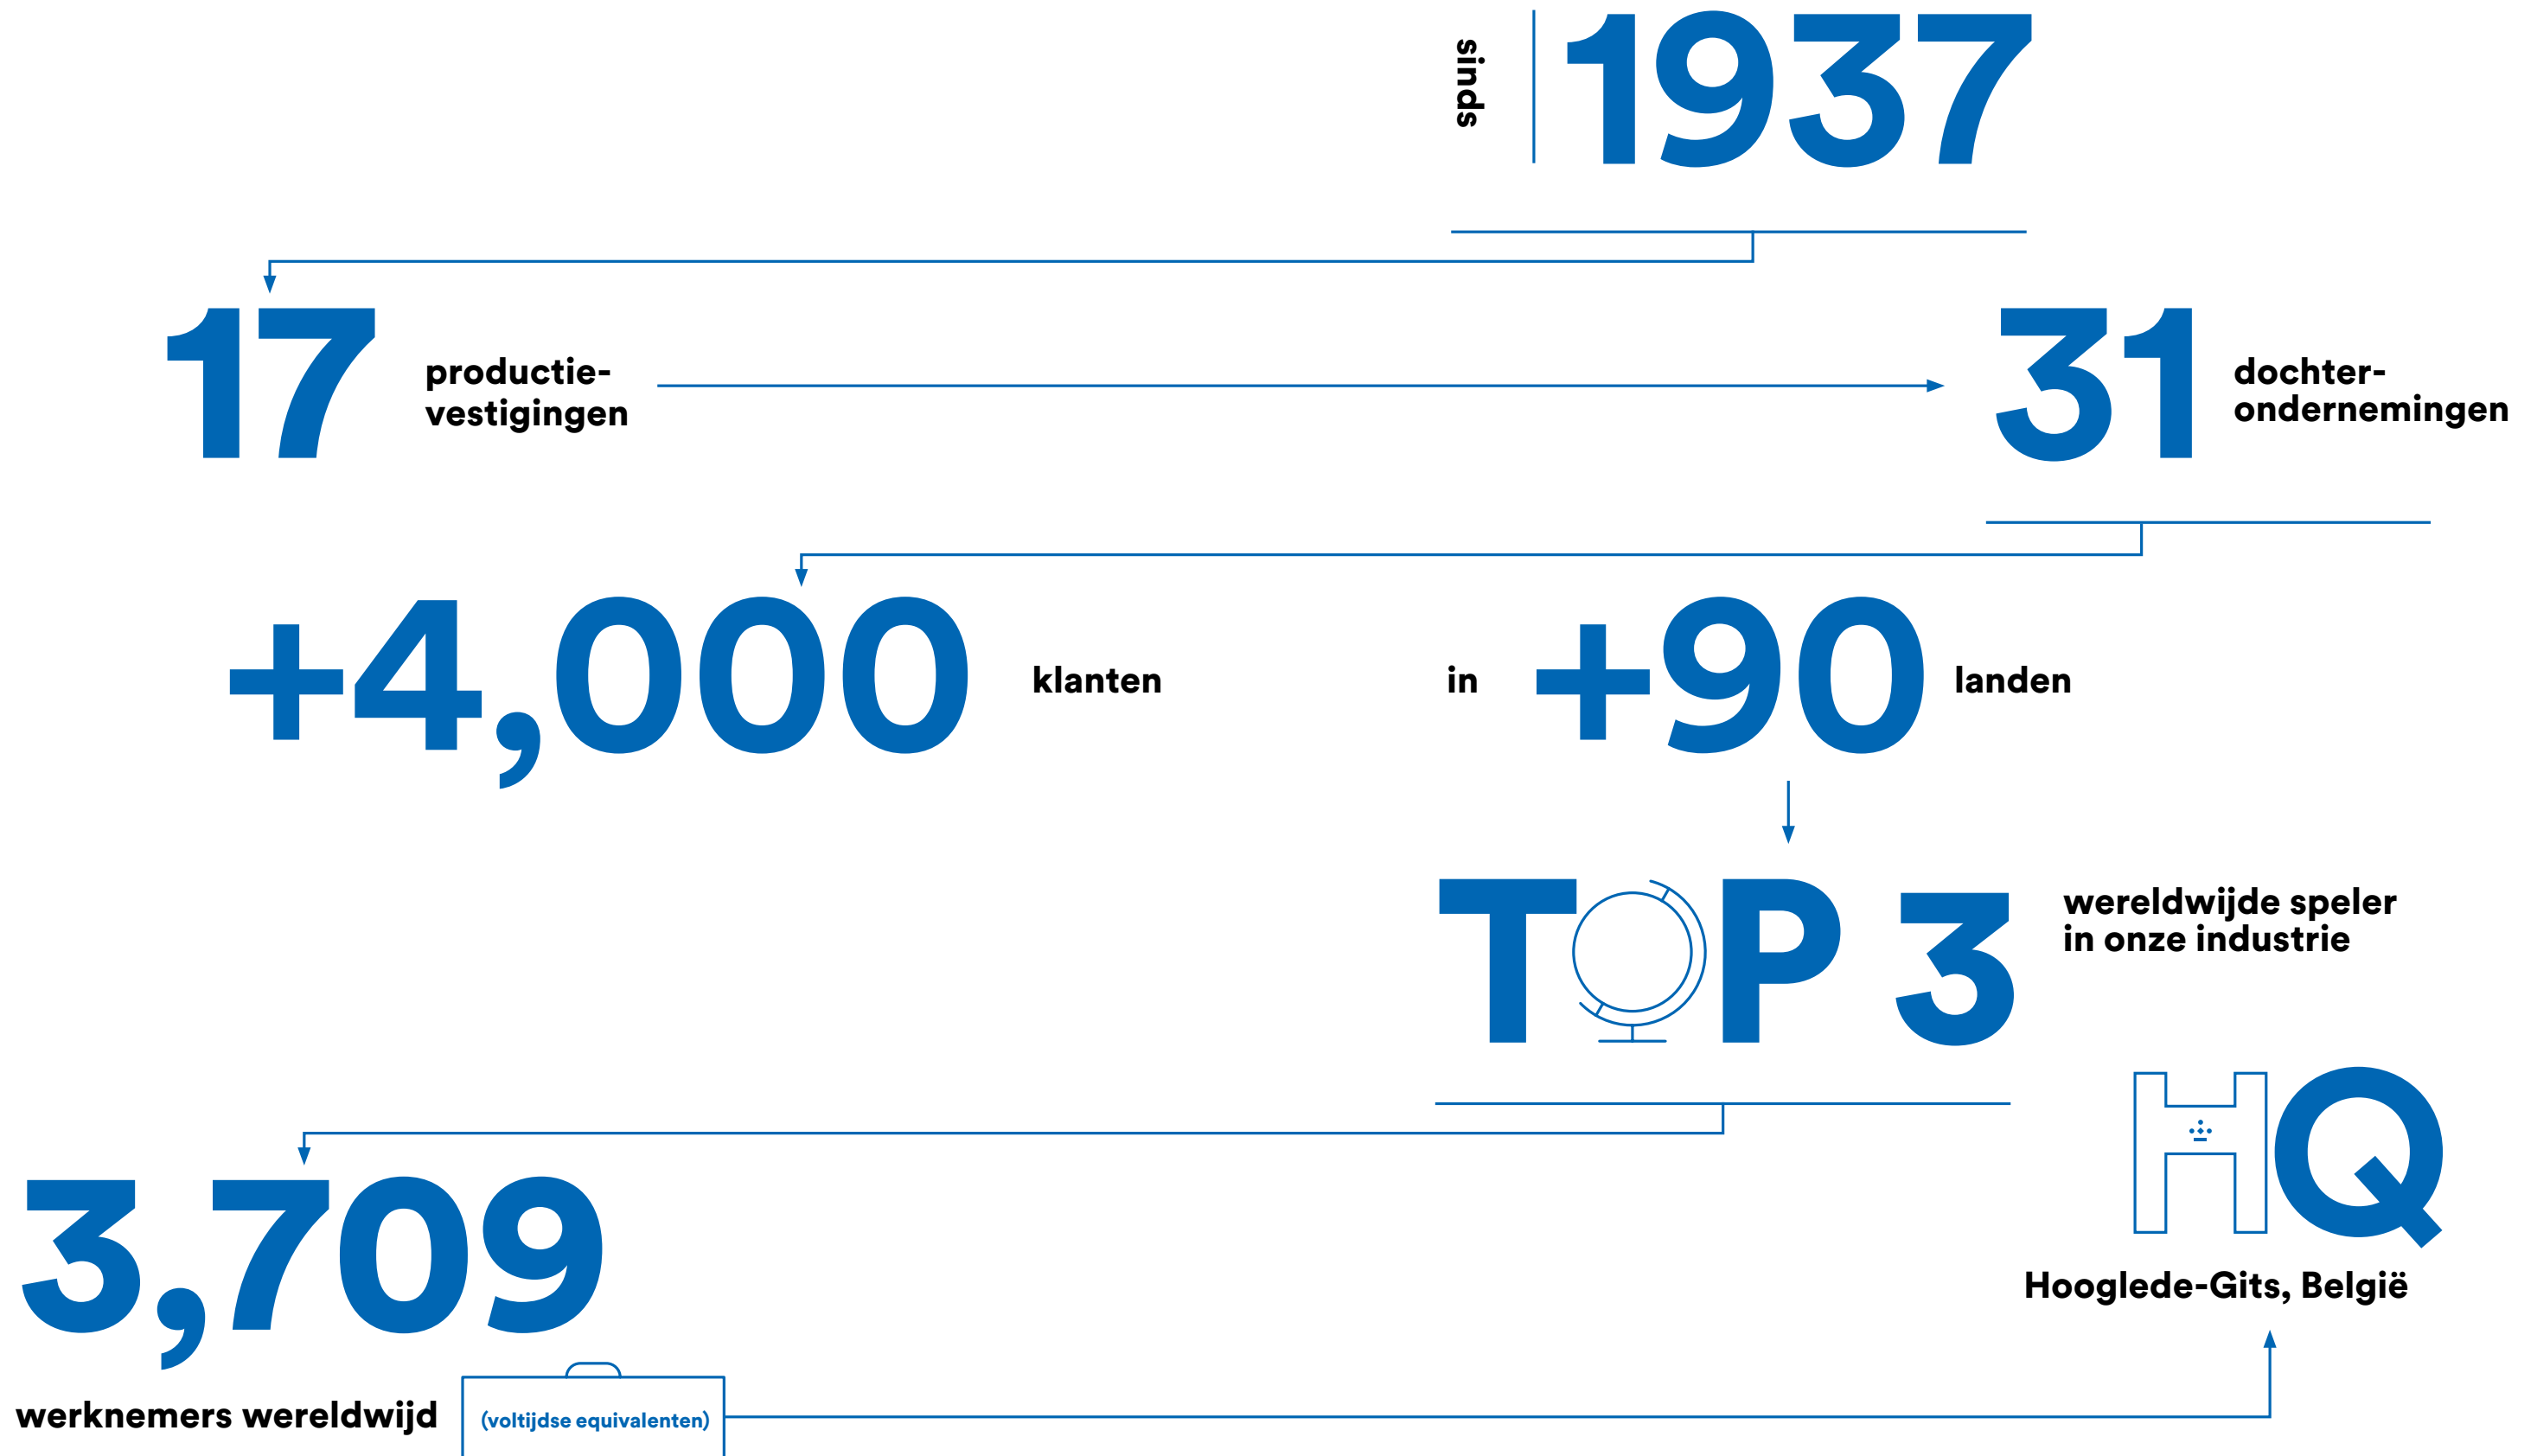 sinds 1937
17 productie-
vestigingen
31 dochter-
ondernemingen
+4,000 klanten in +90 landen
TOP 3 wereldwijde speler
in onze industrie
HQ
Hooglede-Gits, België
3,709
werknemers wereldwijd (voltijdse equivalenten)